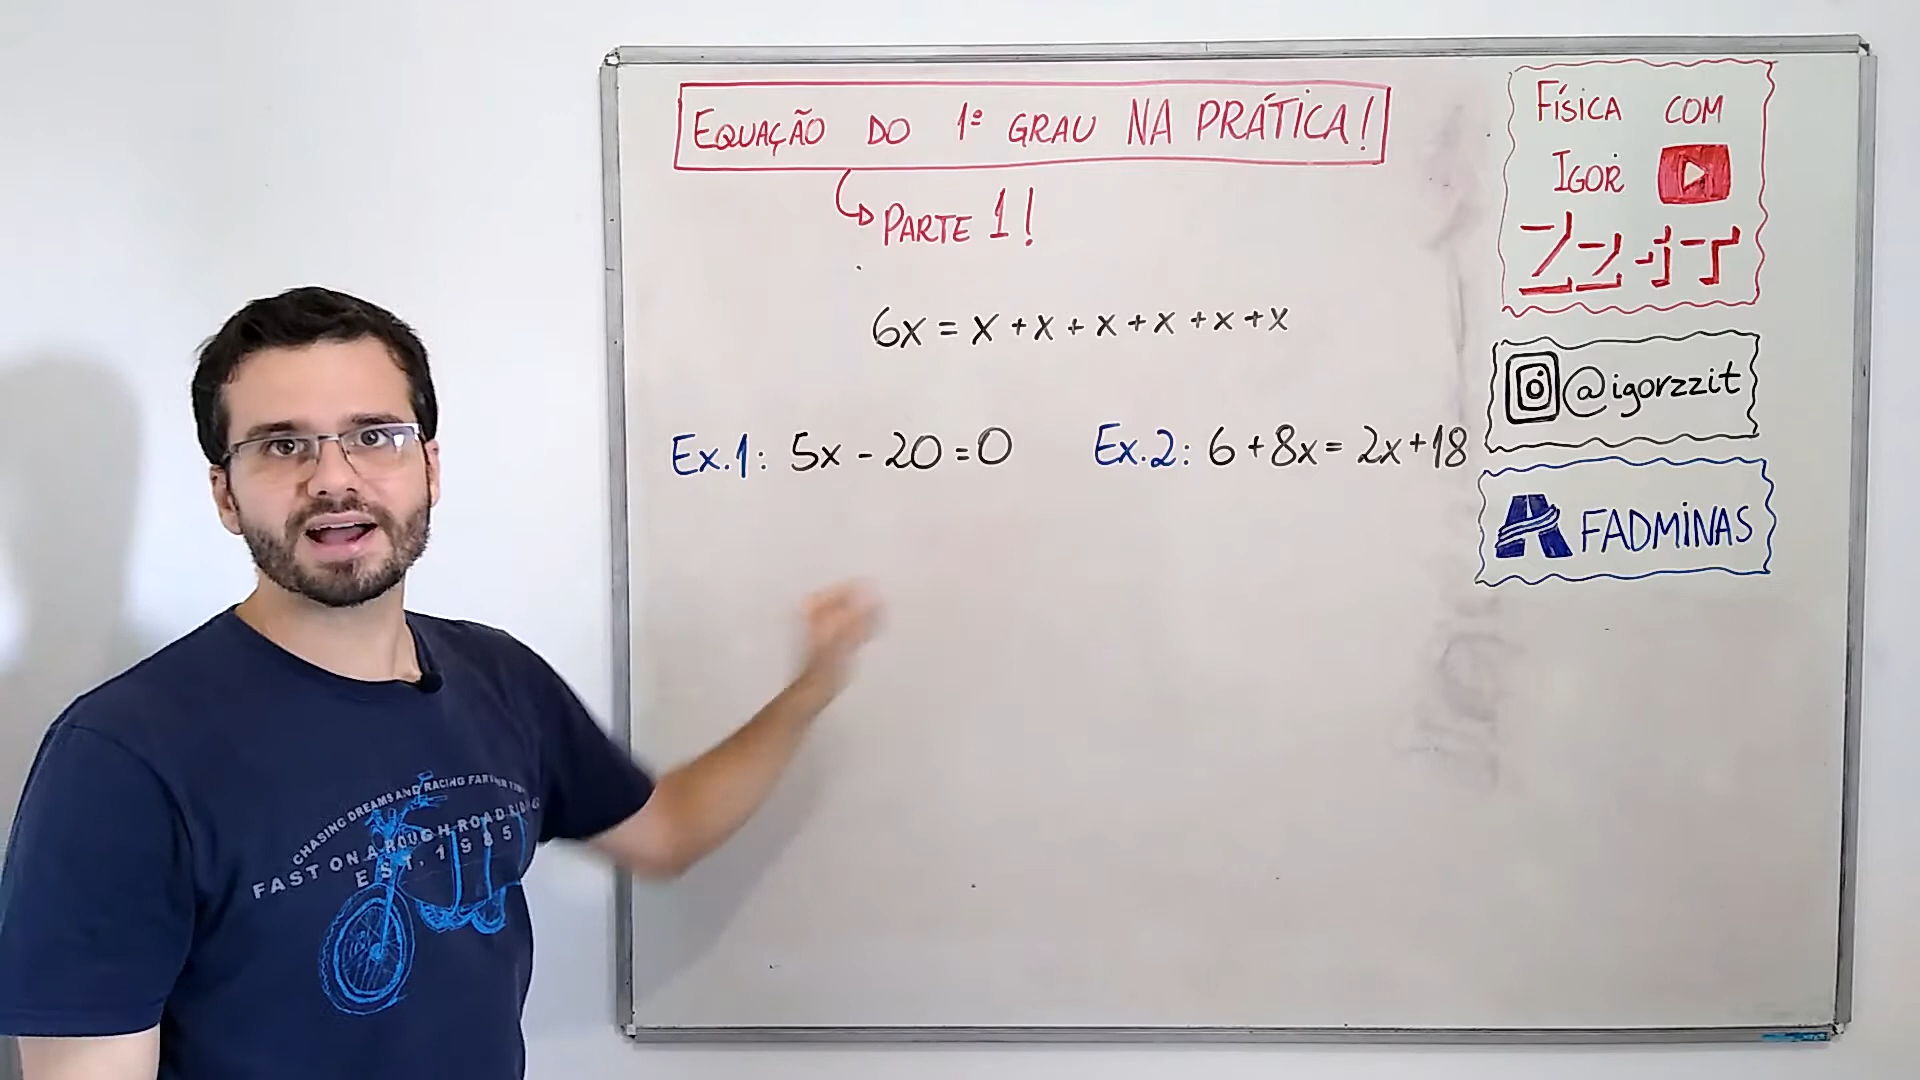 EQUAÇÃO DO 1º GRAU NA PRÁTICA!
PARTE 1!
6x = x + x + x + x + x + x
Ex.1: 5x - 20 = 0
Ex.2: 6 + 8x = 2x + 18
FÍSICA COM
IGOR
ZZiT
@igorzzit
FADMINAS
CHASING DREAMS AND RACING
FAST ON A ROUGH ROAD
EST. 1985